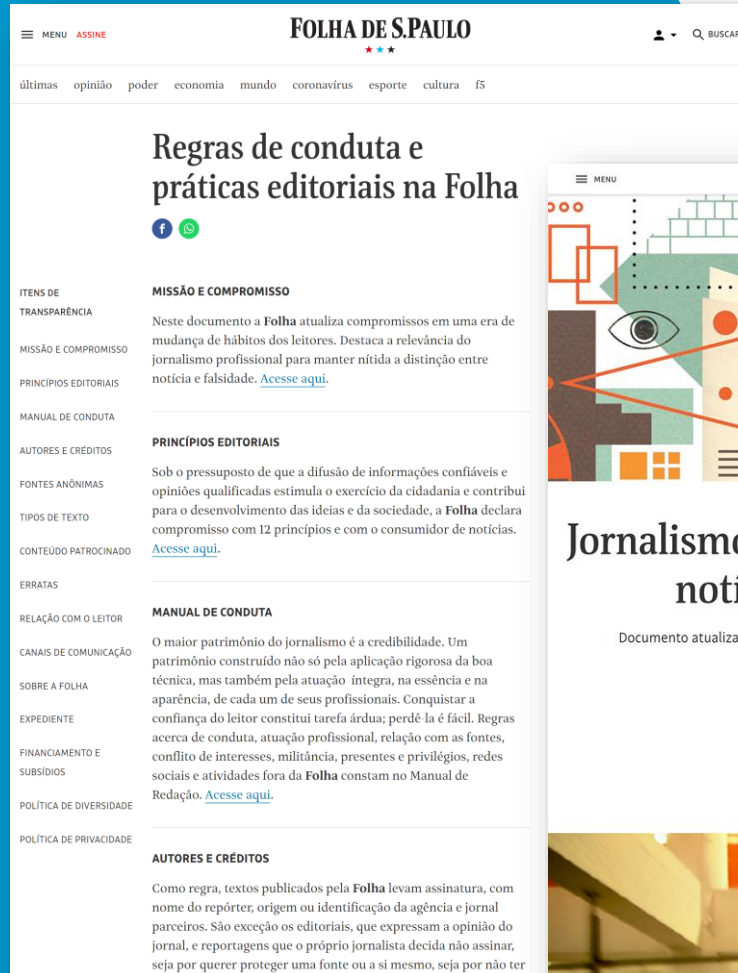 MENU ASSINE
FOLHA DE S.PAULO
BUSCAR
últimas opinião poder economia mundo coronavírus esporte cultura f5
Regras de conduta e
práticas editoriais na Folha
ITENS DE
TRANSPARÊNCIA
MISSÃO E COMPROMISSO
PRINCÍPIOS EDITORIAIS
MANUAL DE CONDUTA
AUTORES E CRÉDITOS
FONTES ANÔNIMAS
TIPOS DE TEXTO
CONTEÚDO PATROCINADO
ERRATAS
RELAÇÃO COM O LEITOR
CANAIS DE COMUNICAÇÃO
SOBRE A FOLHA
EXPEDIENTE
FINANCIAMENTO E
SUBSÍDIOS
POLÍTICA DE DIVERSIDADE
POLÍTICA DE PRIVACIDADE
MISSÃO E COMPROMISSO
Neste documento a Folha atualiza compromissos em uma era de
mudança de hábitos dos leitores. Destaca a relevância do
jornalismo profissional para manter nítida a distinção entre
notícia e falsidade. Acesse aqui.
PRINCÍPIOS EDITORIAIS
Sob o pressuposto de que a difusão de informações confiáveis e
opiniões qualificadas estimula o exercício da cidadania e contribui
para o desenvolvimento das ideias e da sociedade, a Folha declara
compromisso com 12 princípios e com o consumidor de notícias.
Acesse aqui.
MANUAL DE CONDUTA
O maior patrimônio do jornalismo é a credibilidade. Um
patrimônio construído não só pela aplicação rigorosa da boa
técnica, mas também pela atuação íntegra, na essência e na
aparência, de cada um de seus profissionais. Conquistar a
confiança do leitor constitui tarefa árdua; perdê-la é fácil. Regras
acerca de conduta, atuação profissional, relação com as fontes,
conflito de interesses, militância, presentes e privilégios, redes
sociais e atividades fora da Folha constam no Manual de
Redação. Acesse aqui.
AUTORES E CRÉDITOS
Como regra, textos publicados pela Folha levam assinatura, com
nome do repórter, origem ou identificação da agência e jornal
parceiros. São exceção os editoriais, que expressam a opinião do
jornal, e reportagens que o próprio jornalista decida não assinar,
seja por querer proteger uma fonte ou a si mesmo, seja por não ter
MENU
Jornalismo
notí
Documento atualiza